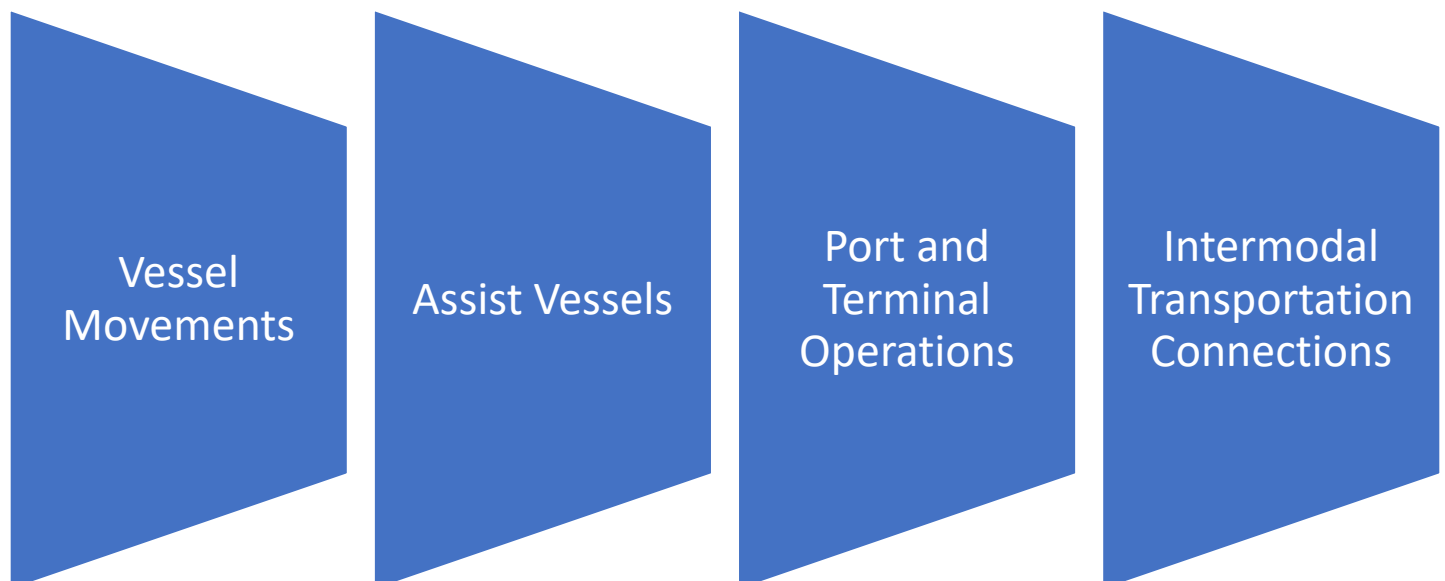 Vessel
Movements
Assist Vessels
Port and
Terminal
Operations
Intermodal
Transportation
Connections